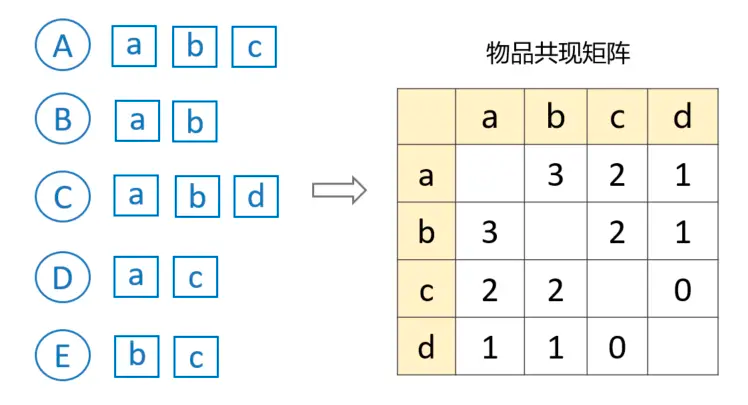 A a b c
B a b
C a b d
D a c
E b c
物品共现矩阵
a b c d
a 3 2 1
b 3 2 1
c 2 2 0
d 1 1 0